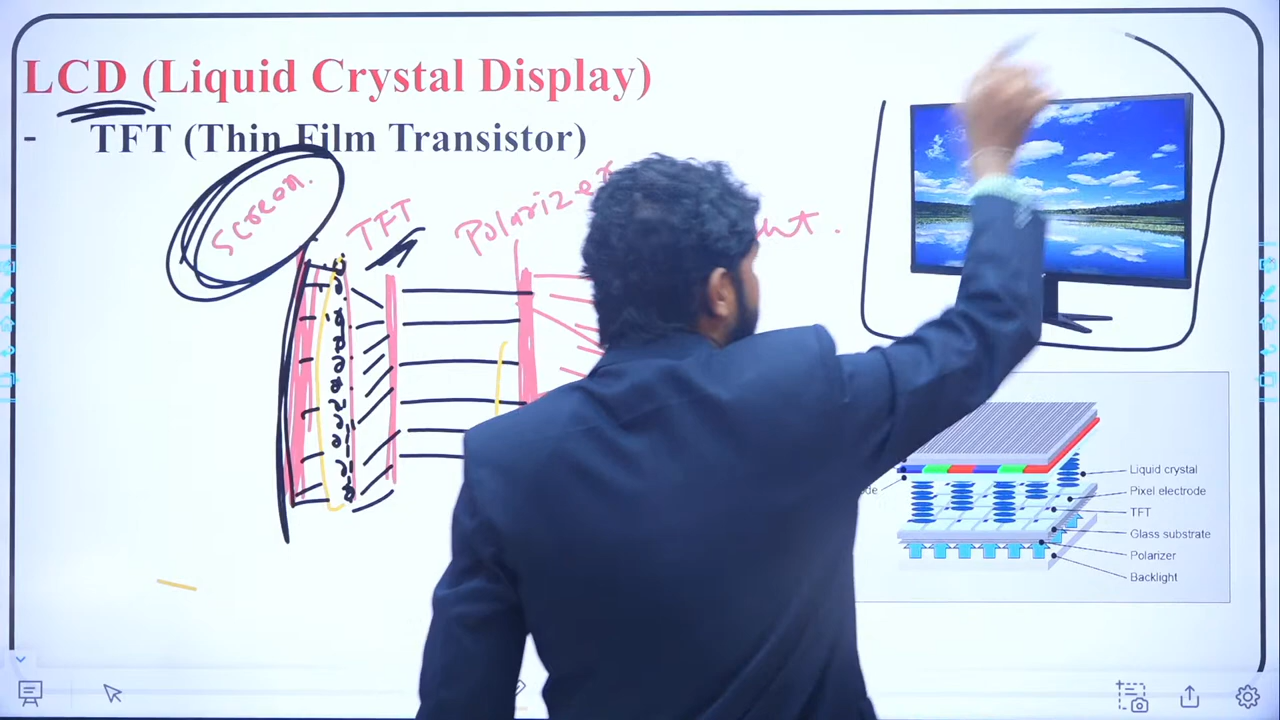 LCD (Liquid Crystal Display)
- TFT (Thin Film Transistor)
Screen.
TFT
Polarizer
Liquid crystal
Pixel electrode
TFT
Glass substrate
Polarizer
Backlight